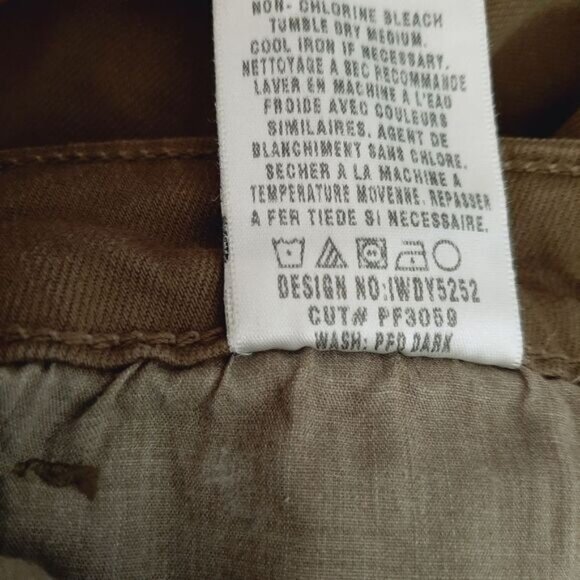 NON- CHLORINE BLEACH
TUMBLE DRY MEDIUM.
COOL IRON IF NECESSARY.
NETTOYAGE A SEC RECOMMANDE
LAVER EN MACHINE A L'EAU
FROIDE AVEC COULEURS
SIMILAIRES. AGENT DE
BLANCHIMENT SANS CHLORE.
SECHER A LA MACHINE A
TEMPERATURE MOVENNE. REPASSER
A FER TIEDE SI NECESSAIRE.
DESIGN NO:IWDY5252
CUT# PF3059
WASH: PFD DARK